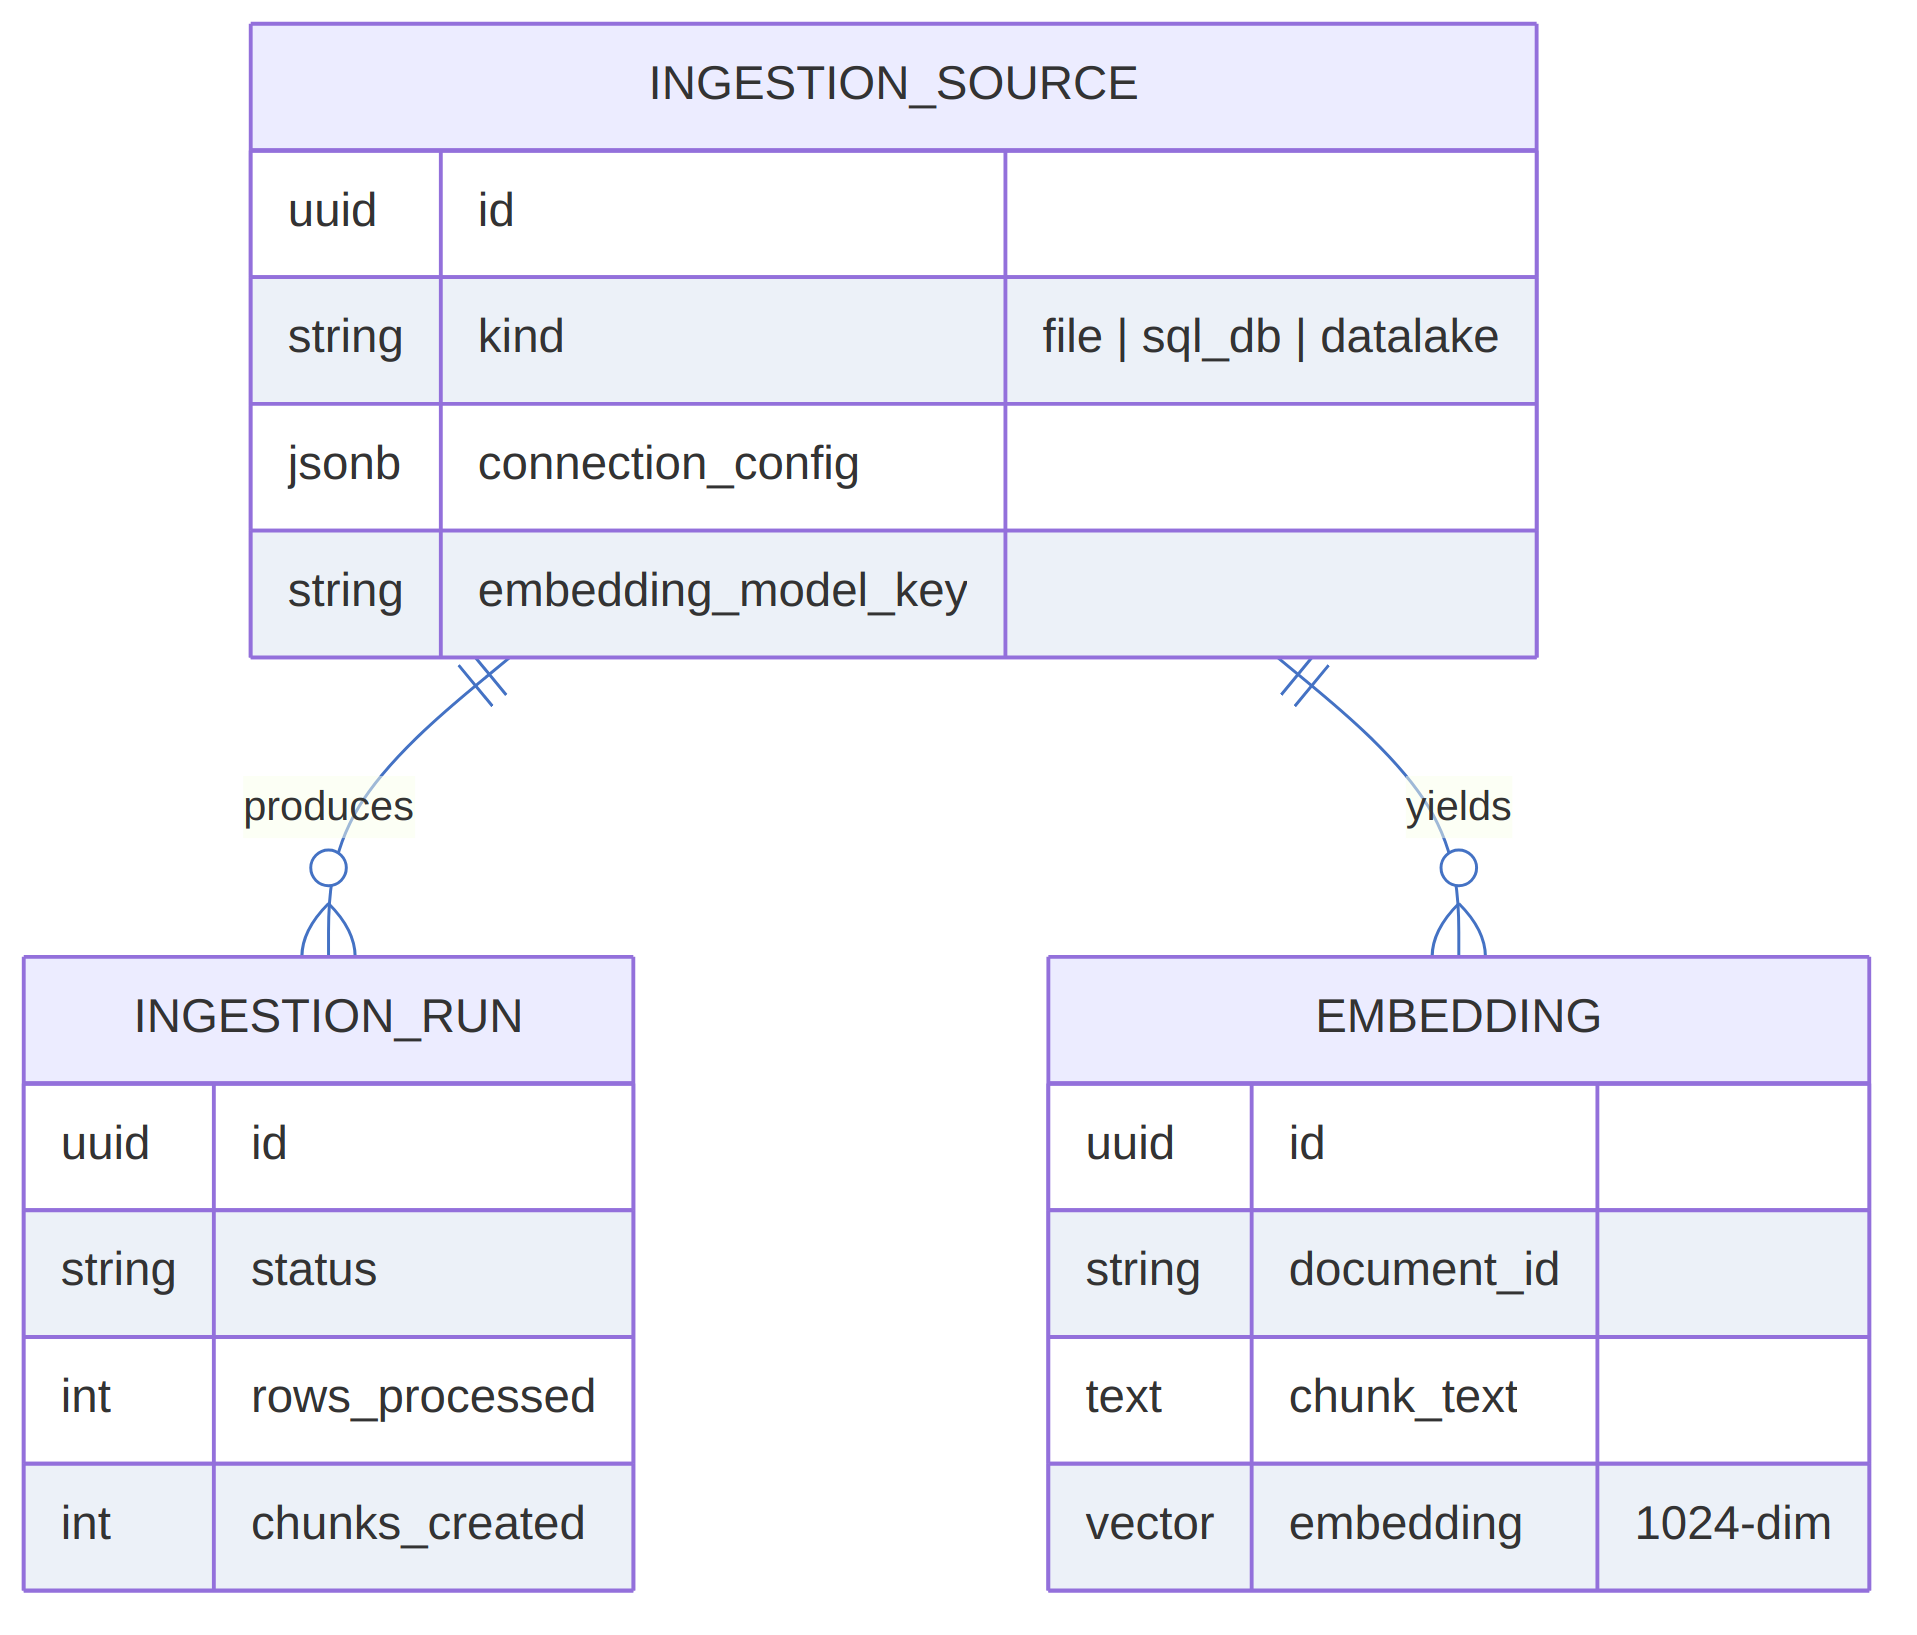 INGESTION_SOURCE
uuid id
string kind file | sql_db | datalake
jsonb connection_config
string embedding_model_key
produces
yields
INGESTION_RUN
uuid id
string status
int rows_processed
int chunks_created
EMBEDDING
uuid id
string document_id
text chunk_text
vector embedding 1024-dim